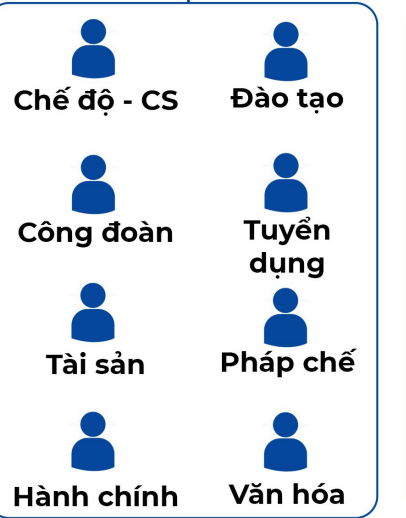 Chế độ - CS
Đào tạo
Công đoàn
Tuyển
dụng
Tài sản
Pháp chế
Hành chính
Văn hóa